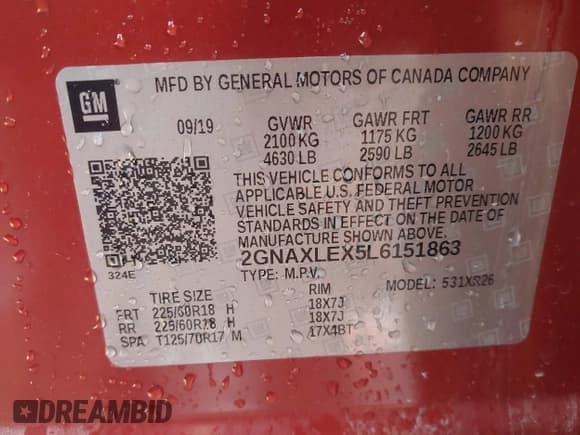 GM
MFD BY GENERAL MOTORS OF CANADA COMPANY
09/19 GVWR GAWR FRT GAWR RR
2100 KG 1175 KG 1200 KG
4630 LB 2590 LB 2645 LB
THIS VEHICLE CONFORMS TO ALL
APPLICABLE U.S. FEDERAL MOTOR
VEHICLE SAFETY AND THEFT PREVENTION
STANDARDS IN EFFECT ON THE DATE OF
MANUFACTURE SHOWN ABOVE.
2GNAXLEX5L6151863
324E
TYPE: M.P.V. MODEL: 531XR26
TIRE SIZE RIM
FRT 225/60R18 H 18X7J
RR 225/60R18 H 18X7J
SPA T125/70R17 M 17X4BT
DREAMBID